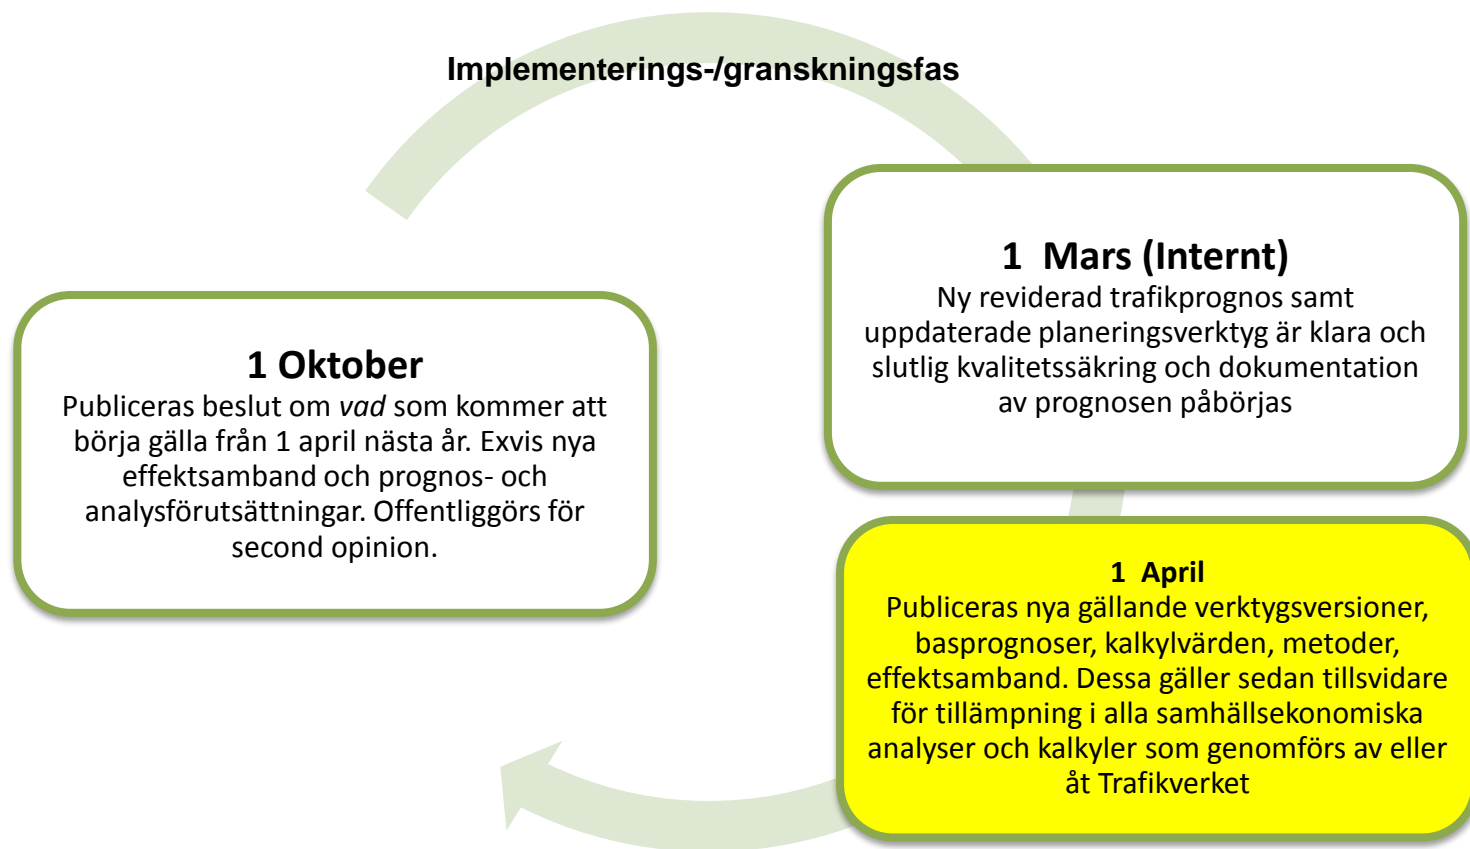 Implementerings-/granskningsfas
1 Oktober
Publiceras beslut om vad som kommer att
börja gälla från 1 april nästa år. Exvis nya
effektsamband och prognos- och
analysförutsättningar. Offentliggörs för
second opinion.
1 Mars (Internt)
Ny reviderad trafikprognos samt
uppdaterade planeringsverktyg är klara och
slutlig kvalitetssäkring och dokumentation
av prognosen påbörjas
1 April
Publiceras nya gällande verktygsversioner,
basprognoser, kalkylvärden, metoder,
effektsamband. Dessa gäller sedan tillsvidare
för tillämpning i alla samhällsekonomiska
analyser och kalkyler som genomförs av eller
åt Trafikverket